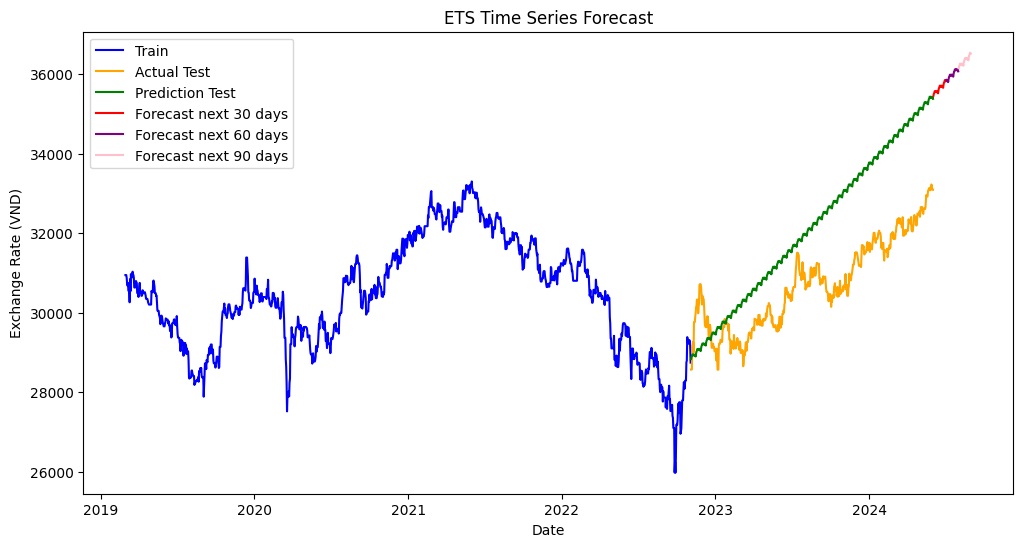 ETS Time Series Forecast
Train
Actual Test
Prediction Test
Forecast next 30 days
Forecast next 60 days
Forecast next 90 days
Exchange Rate (VND)
36000
34000
32000
30000
28000
26000
2019
2020
2021
2022
2023
2024
Date